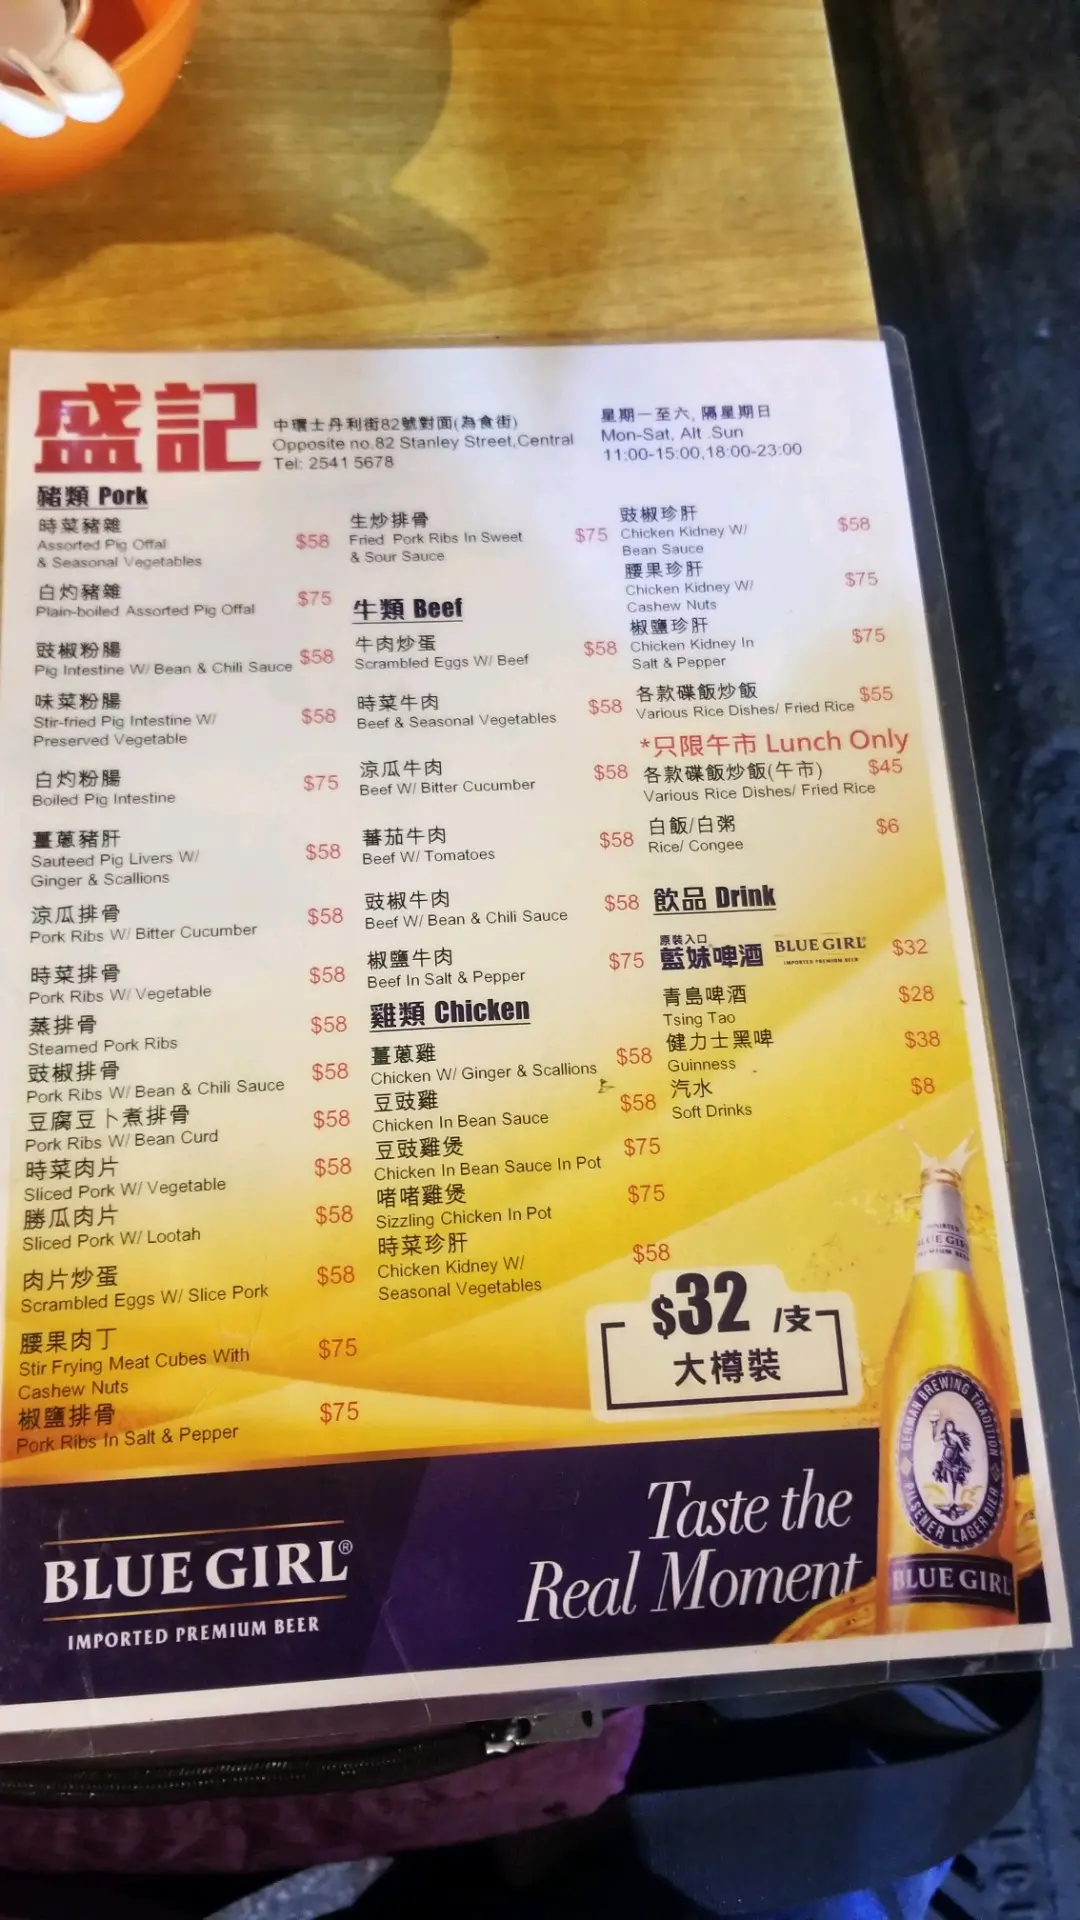 盛記
中環士丹利街82號對面(為食街)
Opposite no.82 Stanley Street,Central
Tel: 2541 5678
星期一至六, 隔星期日
Mon-Sat, Alt .Sun
11:00-15:00,18:00-23:00
豬類 Pork
時菜豬雜
Assorted Pig Offal $58
& Seasonal Vegetables
白灼豬雜 $75
Plain-boiled Assorted Pig Offal
豉椒粉腸 $58
Pig Intestine W/ Bean & Chili Sauce
味菜粉腸
Stir-fried Pig Intestine W/ $58
Preserved Vegetable
白灼粉腸 $75
Boiled Pig Intestine
薑蔥豬肝
Sauteed Pig Livers W/ $58
Ginger & Scallions
涼瓜排骨 $58
Pork Ribs W/ Bitter Cucumber
時菜排骨 $58
Pork Ribs W/ Vegetable
蒸排骨 $58
Steamed Pork Ribs
豉椒排骨 $58
Pork Ribs W/ Bean & Chili Sauce
豆腐豆卜煮排骨 $58
Pork Ribs W/ Bean Curd
時菜肉片 $58
Sliced Pork W/ Vegetable
勝瓜肉片 $58
Sliced Pork W/ Lootah
肉片炒蛋 $58
Scrambled Eggs W/ Slice Pork
腰果肉丁 $75
Stir Frying Meat Cubes With
Cashew Nuts
椒鹽排骨 $75
Pork Ribs In Salt & Pepper
生炒排骨
Fried Pork Ribs In Sweet $75
& Sour Sauce
牛類 Beef
牛肉炒蛋 $58
Scrambled Eggs W/ Beef
時菜牛肉 $58
Beef & Seasonal Vegetables
涼瓜牛肉 $58
Beef W/ Bitter Cucumber
蕃茄牛肉 $58
Beef W/ Tomatoes
豉椒牛肉 $58
Beef W/ Bean & Chili Sauce
椒鹽牛肉 $75
Beef In Salt & Pepper
雞類 Chicken
薑蔥雞 $58
Chicken W/ Ginger & Scallions
豆豉雞 $58
Chicken In Bean Sauce
豆豉雞煲 $75
Chicken In Bean Sauce In Pot
啫啫雞煲 $75
Sizzling Chicken In Pot
時菜珍肝 $58
Chicken Kidney W/
Seasonal Vegetables
豉椒珍肝 $58
Chicken Kidney W/
Bean Sauce
腰果珍肝 $75
Chicken Kidney W/
Cashew Nuts
椒鹽珍肝 $75
Chicken Kidney In
Salt & Pepper
各款碟飯炒飯 $55
Various Rice Dishes/ Fried Rice
*只限午市 Lunch Only
各款碟飯炒飯(午市) $45
Various Rice Dishes/ Fried Rice
白飯/白粥 $6
Rice/ Congee
飲品 Drink
原裝入口
藍妹啤酒 BLUE GIRL $32
IMPORTED PREMIUM BEER
青島啤酒 $28
Tsing Tao
健力士黑啤 $38
Guinness
汽水 $8
Soft Drinks
$32 /支
大樽裝
BLUE GIRL®
IMPORTED PREMIUM BEER
Taste the
Real Moment
IMPORTED
BLUE GIRL
PREMIUM BEER
GERMAN BREWING TRADITION
PILSENER LAGER BIER
BLUE GIRL